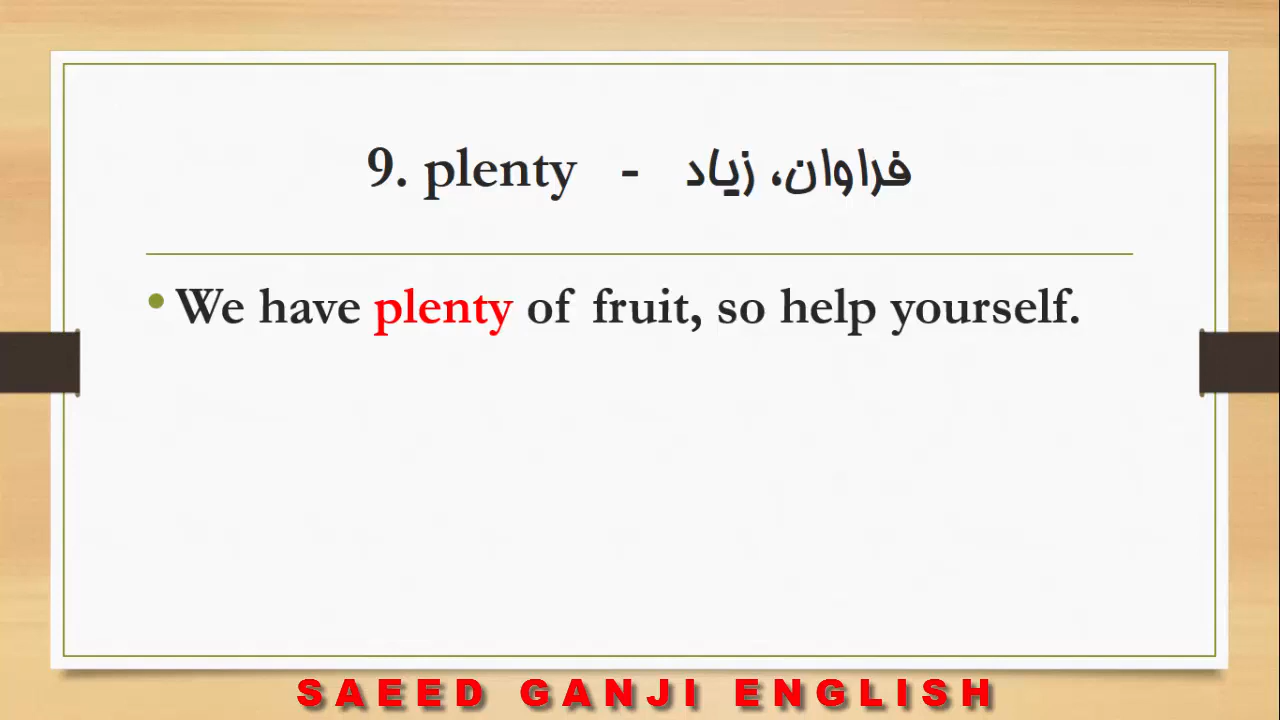 9. plenty - فراوان، زیاد
• We have plenty of fruit, so help yourself.
SAEED GANJI ENGLISH